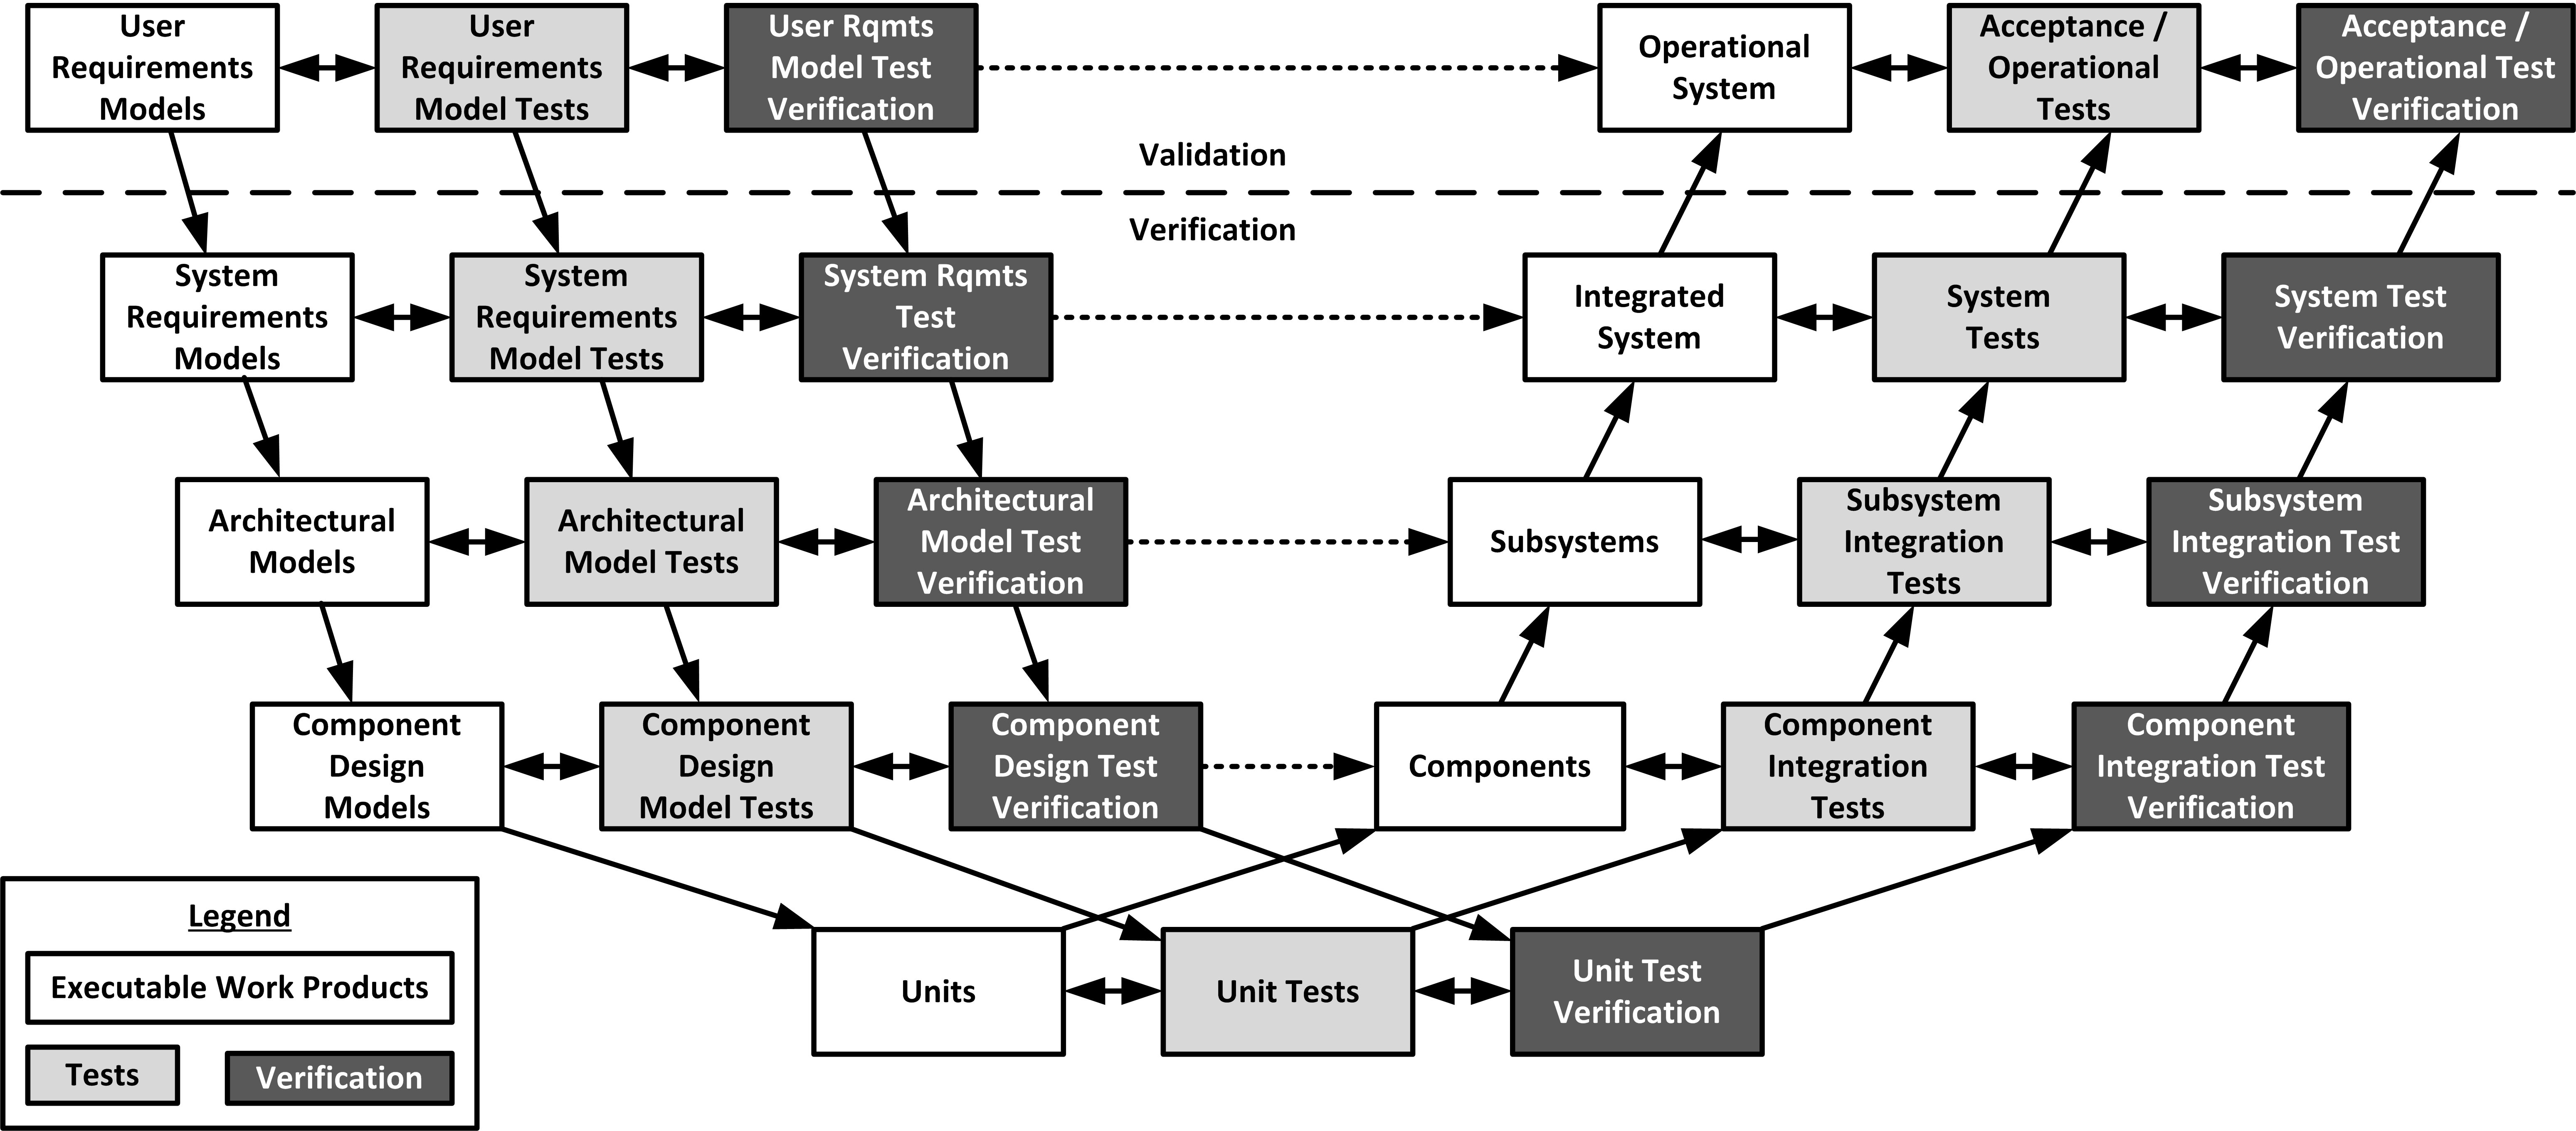 User
Requirements
Models
User
Requirements
Model Tests
User Rqmts
Model Test
Verification
Operational
System
Acceptance /
Operational
Tests
Acceptance /
Operational Test
Verification
Validation
Verification
System
Requirements
Models
System
Requirements
Model Tests
System Rqmts
Test
Verification
Integrated
System
System
Tests
System Test
Verification
Architectural
Models
Architectural
Model Tests
Architectural
Model Test
Verification
Subsystems
Subsystem
Integration
Tests
Subsystem
Integration Test
Verification
Component
Design
Models
Component
Design
Model Tests
Component
Design Test
Verification
Components
Component
Integration
Tests
Component
Integration Test
Verification
Units
Unit Tests
Unit Test
Verification
Legend
Executable Work Products
Tests
Verification